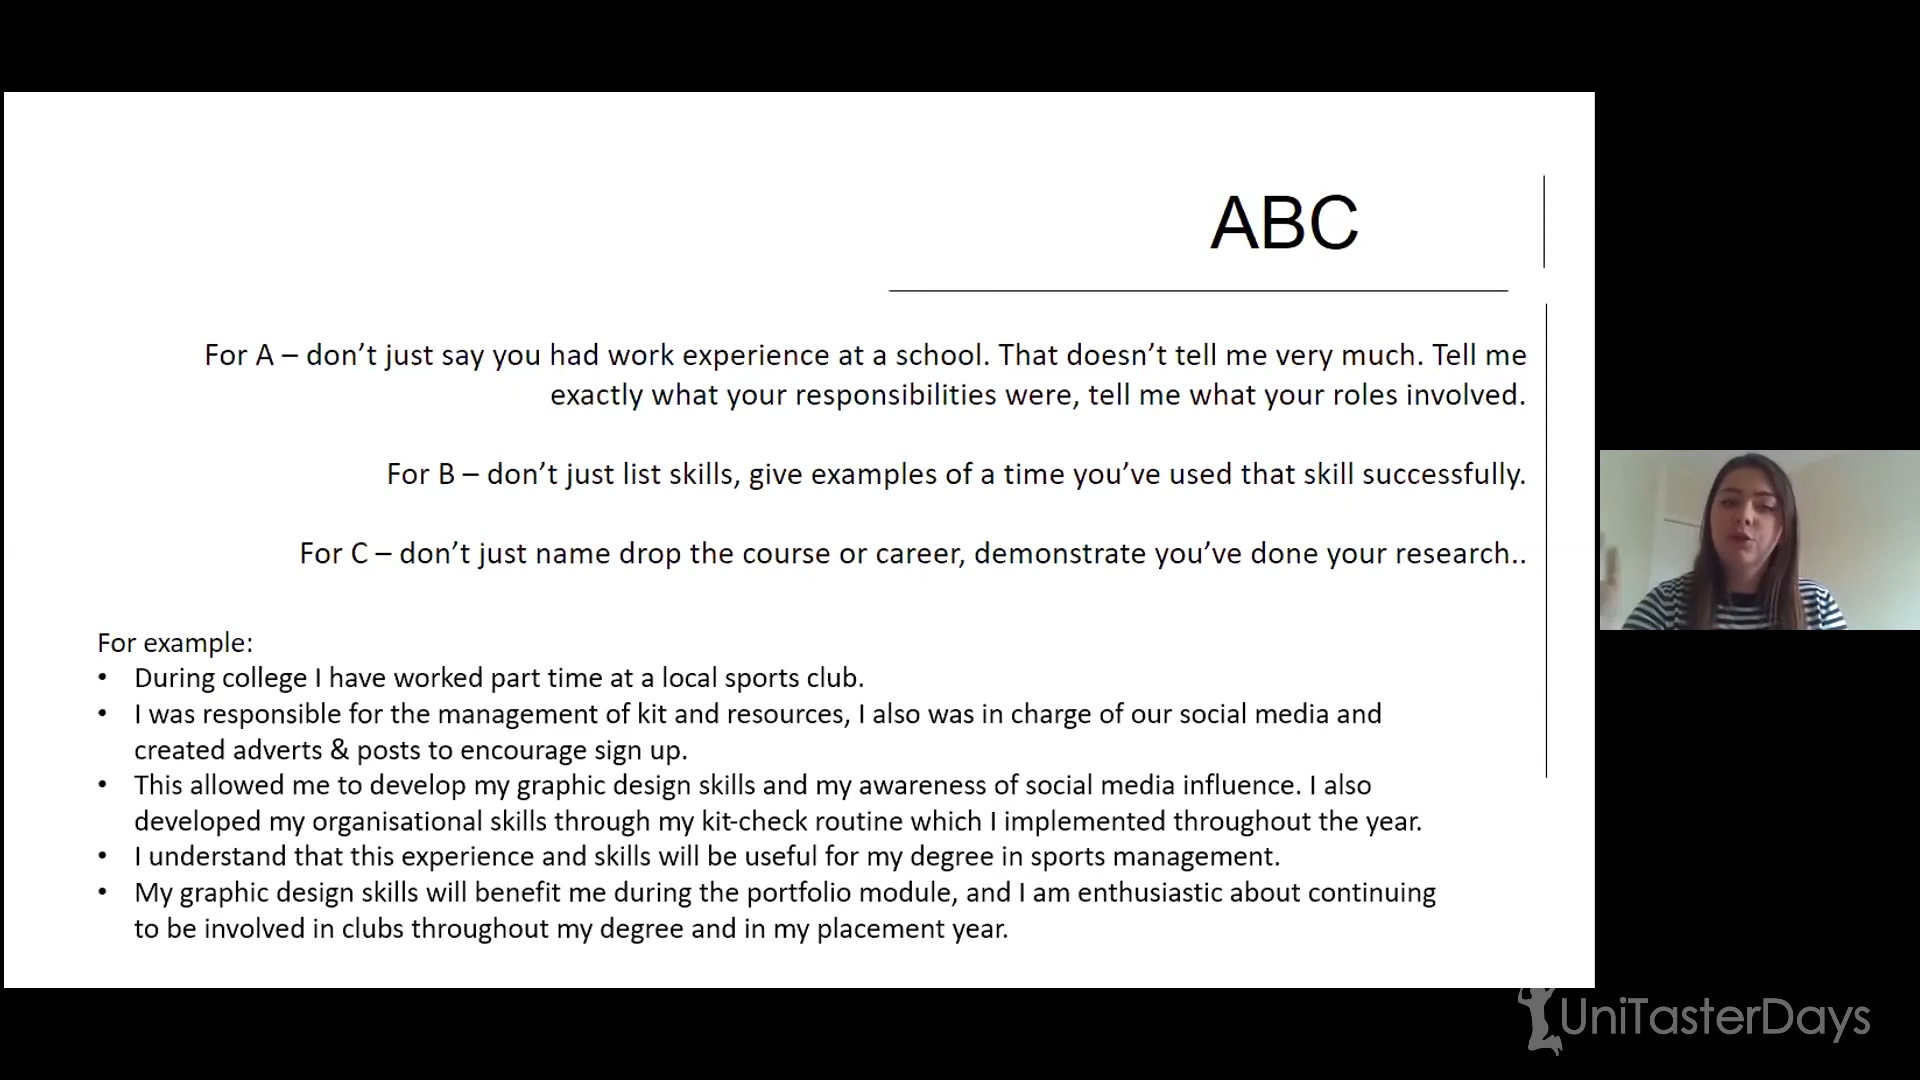 ABC
For A – don’t just say you had work experience at a school. That doesn’t tell me very much. Tell me
exactly what your responsibilities were, tell me what your roles involved.
For B – don’t just list skills, give examples of a time you’ve used that skill successfully.
For C – don’t just name drop the course or career, demonstrate you’ve done your research..
For example:
• During college I have worked part time at a local sports club.
• I was responsible for the management of kit and resources, I also was in charge of our social media and
created adverts & posts to encourage sign up.
• This allowed me to develop my graphic design skills and my awareness of social media influence. I also
developed my organisational skills through my kit-check routine which I implemented throughout the year.
• I understand that this experience and skills will be useful for my degree in sports management.
• My graphic design skills will benefit me during the portfolio module, and I am enthusiastic about continuing
to be involved in clubs throughout my degree and in my placement year.
UniTasterDays